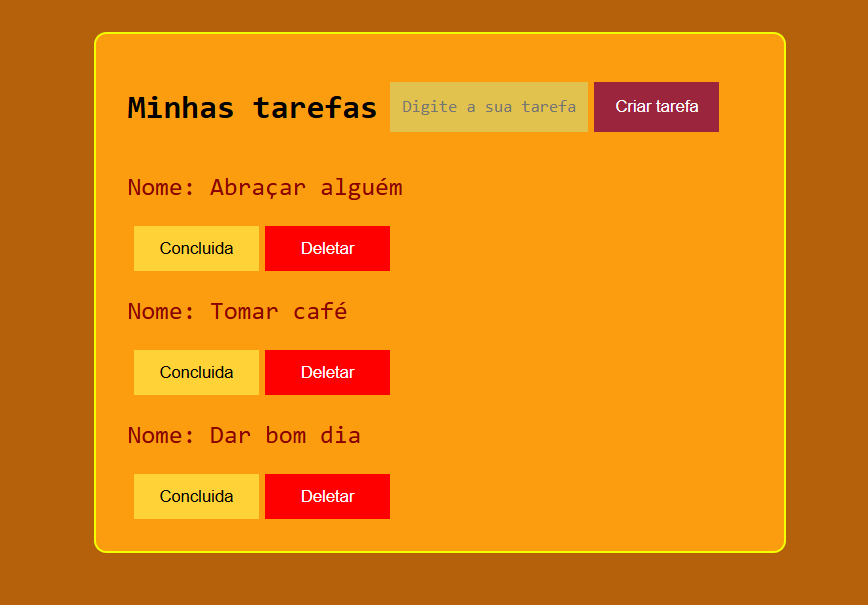 Minhas tarefas Digite a sua tarefa Criar tarefa
Nome: Abraçar alguém
Concluida Deletar
Nome: Tomar café
Concluida Deletar
Nome: Dar bom dia
Concluida Deletar